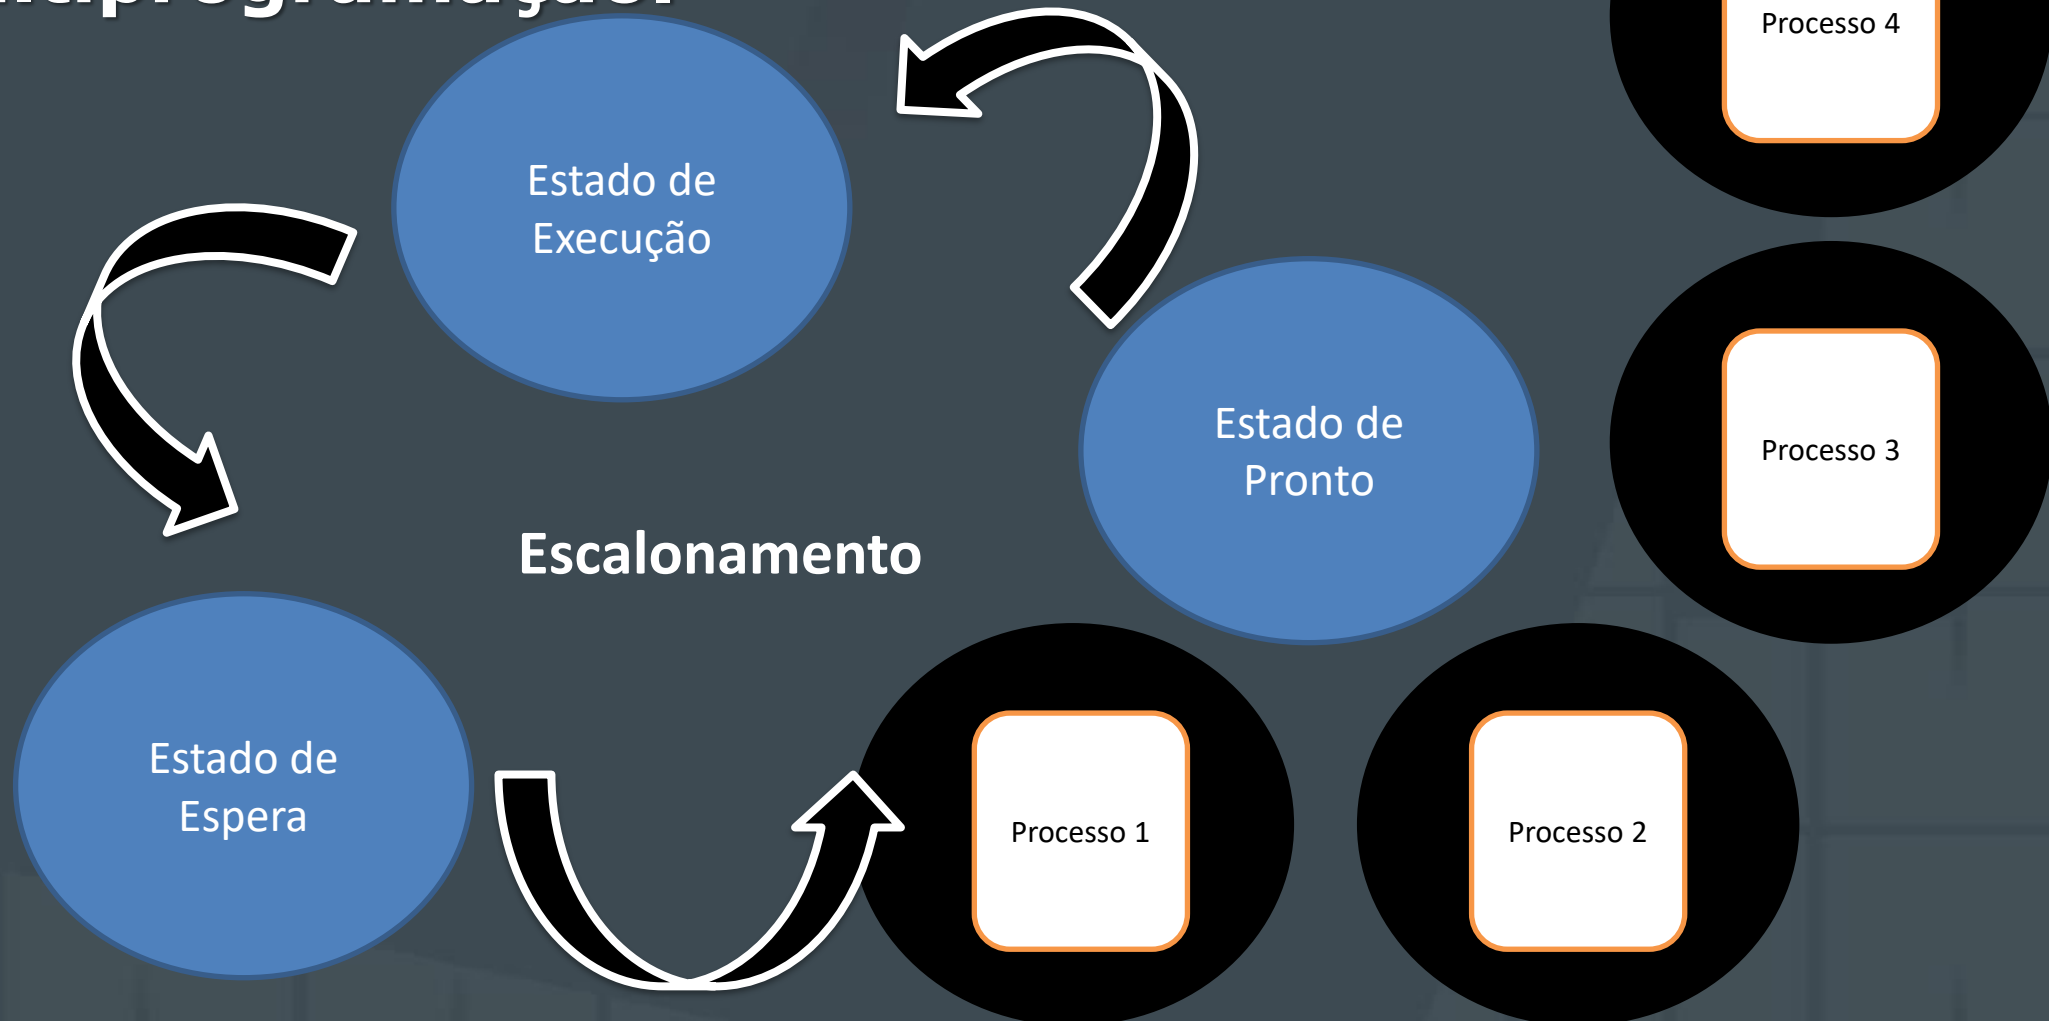 Processo 4
Estado de
Execução
Estado de
Pronto
Processo 3
Escalonamento
Estado de
Espera
Processo 1
Processo 2